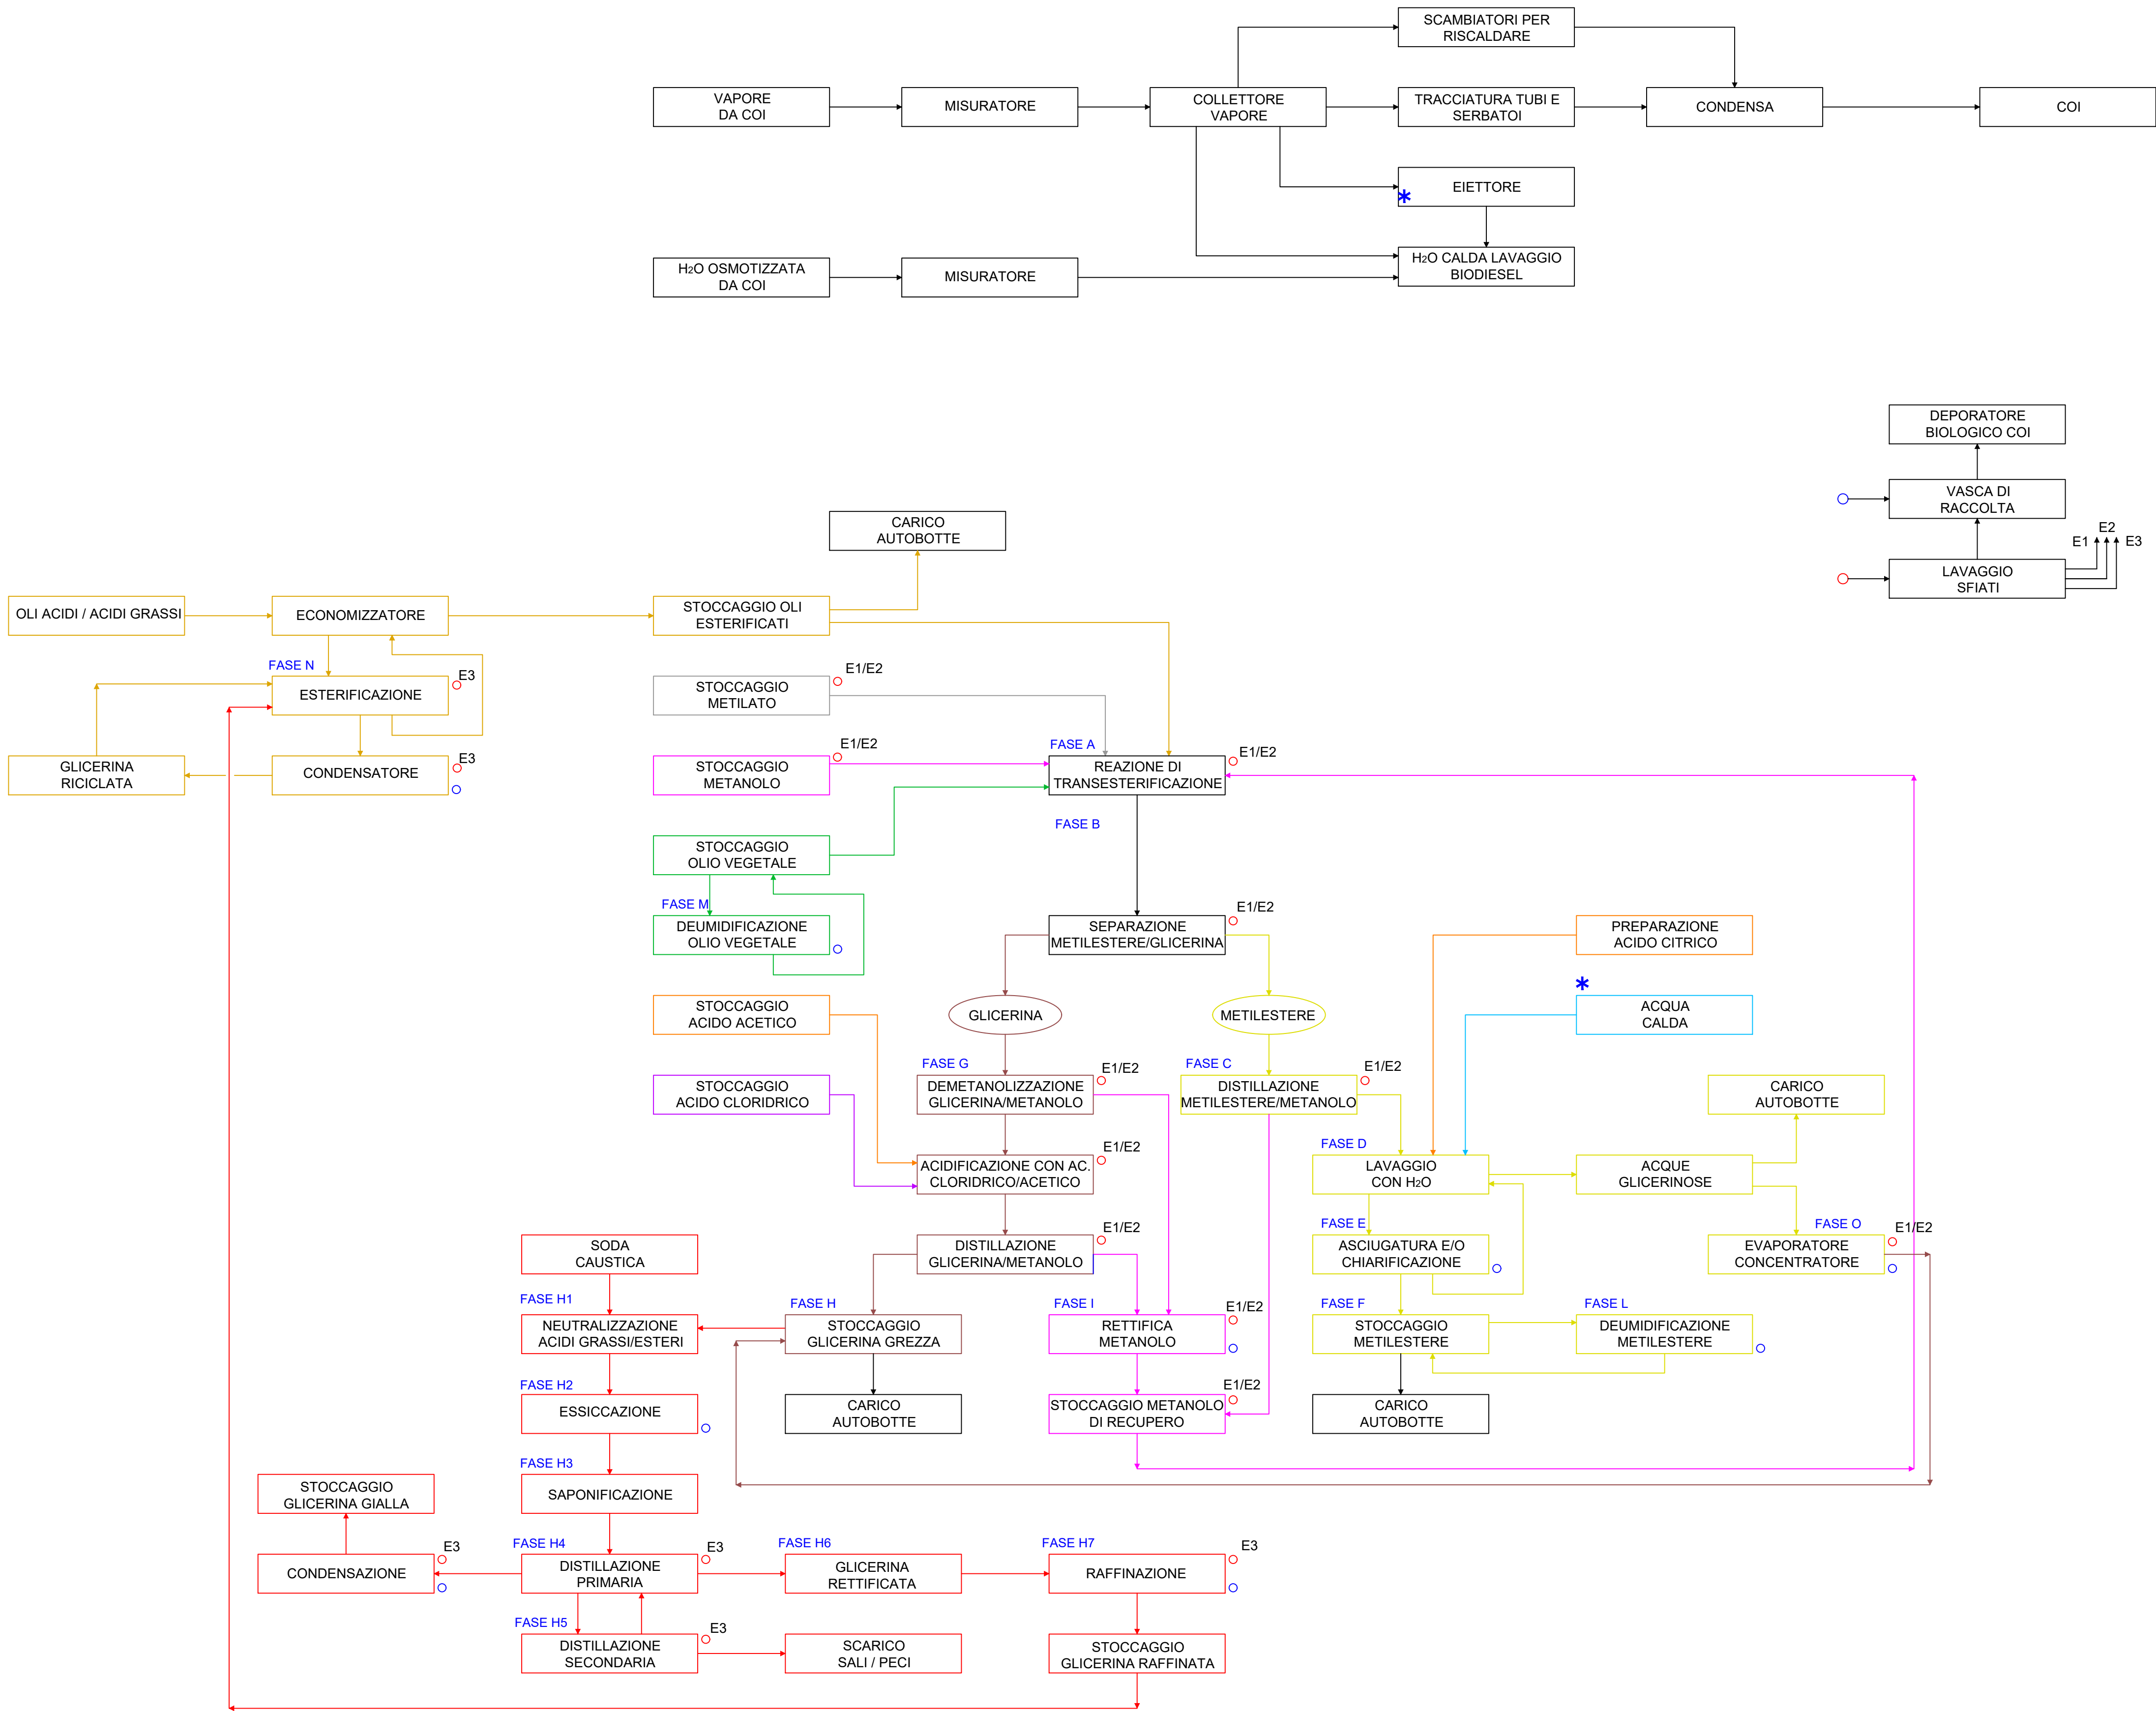 SCAMBIATORI PER
RISCALDARE
VAPORE
DA COI
MISURATORE
COLLETTORE
VAPORE
TRACCIATURA TUBI E
SERBATOI
CONDENSA
COI
EIETTORE
*
H2O OSMOTIZZATA
DA COI
MISURATORE
H2O CALDA LAVAGGIO
BIODIESEL
DEPORATORE
BIOLOGICO COI
VASCA DI
RACCOLTA
E2
E1
E3
LAVAGGIO
SFIATI
CARICO
AUTOBOTTE
OLI ACIDI / ACIDI GRASSI
ECONOMIZZATORE
STOCCAGGIO OLI
ESTERIFICATI
FASE N
E3
ESTERIFICAZIONE
STOCCAGGIO
METILATO
E1/E2
GLICERINA
RICICLATA
CONDENSATORE
E3
STOCCAGGIO
METANOLO
E1/E2
FASE A
REAZIONE DI
TRANSESTERIFICAZIONE
E1/E2
FASE B
STOCCAGGIO
OLIO VEGETALE
FASE M
DEUMIDIFICAZIONE
OLIO VEGETALE
SEPARAZIONE
METILESTERE/GLICERINA
E1/E2
PREPARAZIONE
ACIDO CITRICO
*
STOCCAGGIO
ACIDO ACETICO
GLICERINA
METILESTERE
ACQUA
CALDA
FASE G
E1/E2
FASE C
E1/E2
STOCCAGGIO
ACIDO CLORIDRICO
DEMETANOLIZZAZIONE
GLICERINA/METANOLO
DISTILLAZIONE
METILESTERE/METANOLO
CARICO
AUTOBOTTE
E1/E2
FASE D
ACIDIFICAZIONE CON AC.
CLORIDRICO/ACETICO
LAVAGGIO
CON H2O
ACQUE
GLICERINOSE
E1/E2
FASE E
FASE O
E1/E2
SODA
CAUSTICA
DISTILLAZIONE
GLICERINA/METANOLO
ASCIUGATURA E/O
CHIARIFICAZIONE
EVAPORATORE
CONCENTRATORE
FASE H1
FASE H
FASE I
E1/E2
FASE F
FASE L
NEUTRALIZZAZIONE
ACIDI GRASSI/ESTERI
STOCCAGGIO
GLICERINA GREZZA
RETTIFICA
METANOLO
STOCCAGGIO
METILESTERE
DEUMIDIFICAZIONE
METILESTERE
FASE H2
E1/E2
ESSICCAZIONE
CARICO
AUTOBOTTE
STOCCAGGIO METANOLO
DI RECUPERO
CARICO
AUTOBOTTE
FASE H3
STOCCAGGIO
GLICERINA GIALLA
SAPONIFICAZIONE
E3
FASE H4
E3
FASE H6
FASE H7
E3
CONDENSAZIONE
DISTILLAZIONE
PRIMARIA
GLICERINA
RETTIFICATA
RAFFINAZIONE
FASE H5
E3
DISTILLAZIONE
SECONDARIA
SCARICO
SALI / PECI
STOCCAGGIO
GLICERINA RAFFINATA